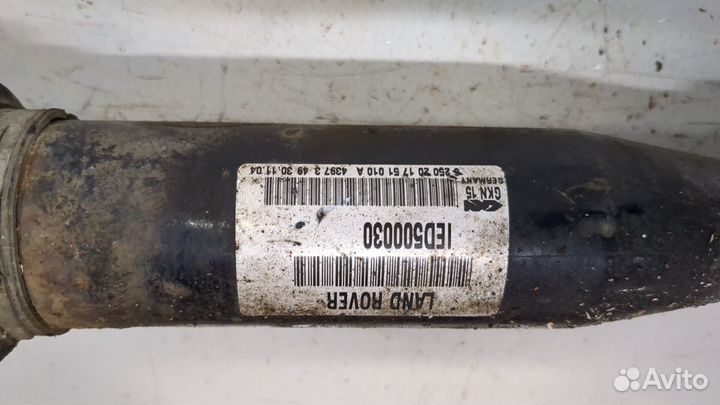 LAND ROVER
IED500030
GKN 15
GERMANY
250 20 17 51 010 A 4397 3 49 30.11.04
Avito